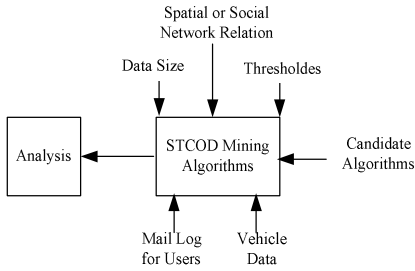 Spatial or Social
Network Relation
Data Size
Thresholdes
Analysis
STCOD Mining
Algorithms
Candidate
Algorithms
Mail Log
for Users
Vehicle
Data